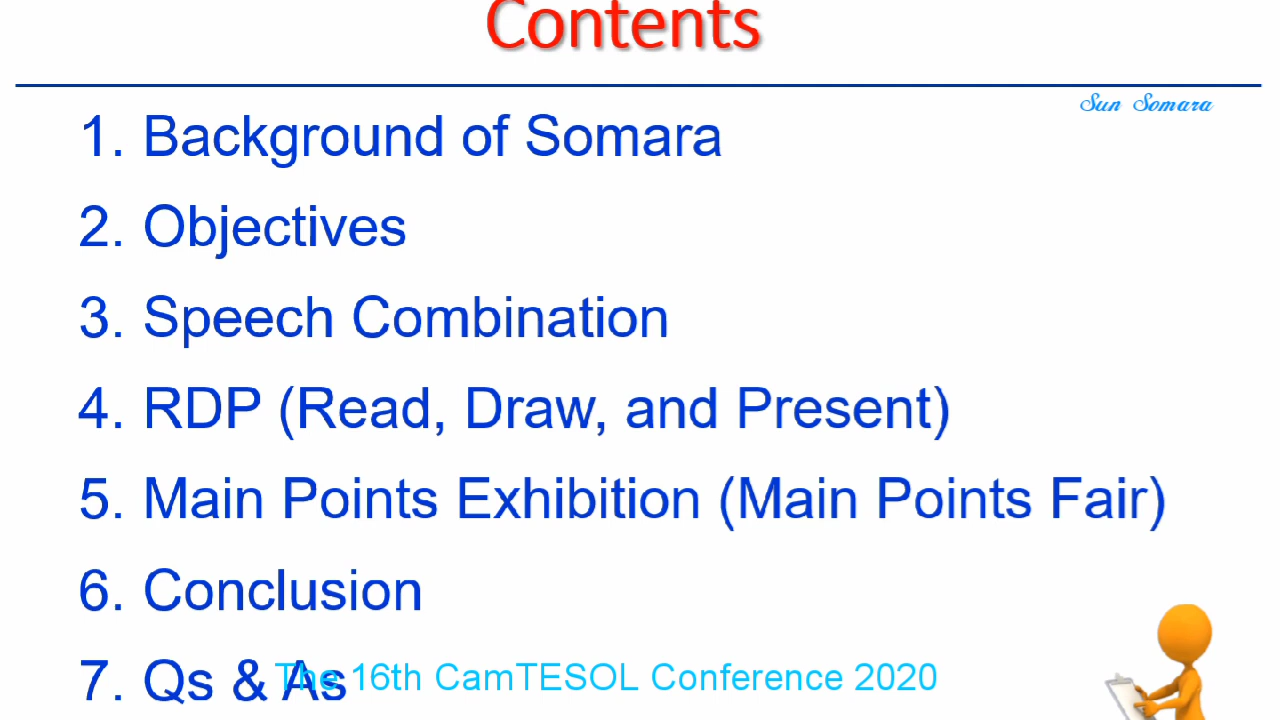 Contents
Sun Somara
1. Background of Somara
2. Objectives
3. Speech Combination
4. RDP (Read, Draw, and Present)
5. Main Points Exhibition (Main Points Fair)
6. Conclusion
7. Qs & As
The 16th CamTESOL Conference 2020